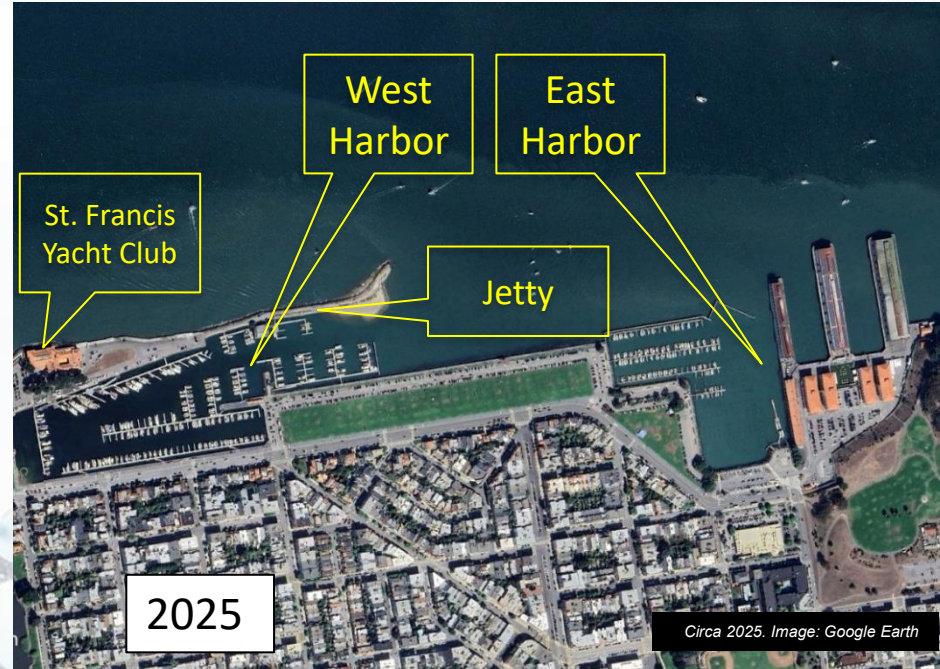 West
Harbor
East
Harbor
St. Francis
Yacht Club
Jetty
2025
Circa 2025. Image: Google Earth